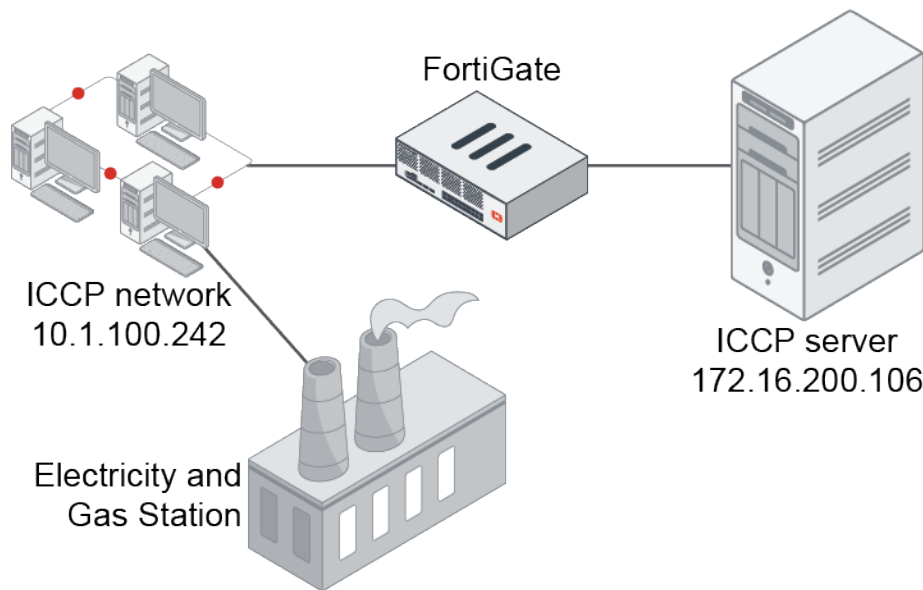 FortiGate
ICCP network
10.1.100.242
ICCP server
172.16.200.106
Electricity and
Gas Station